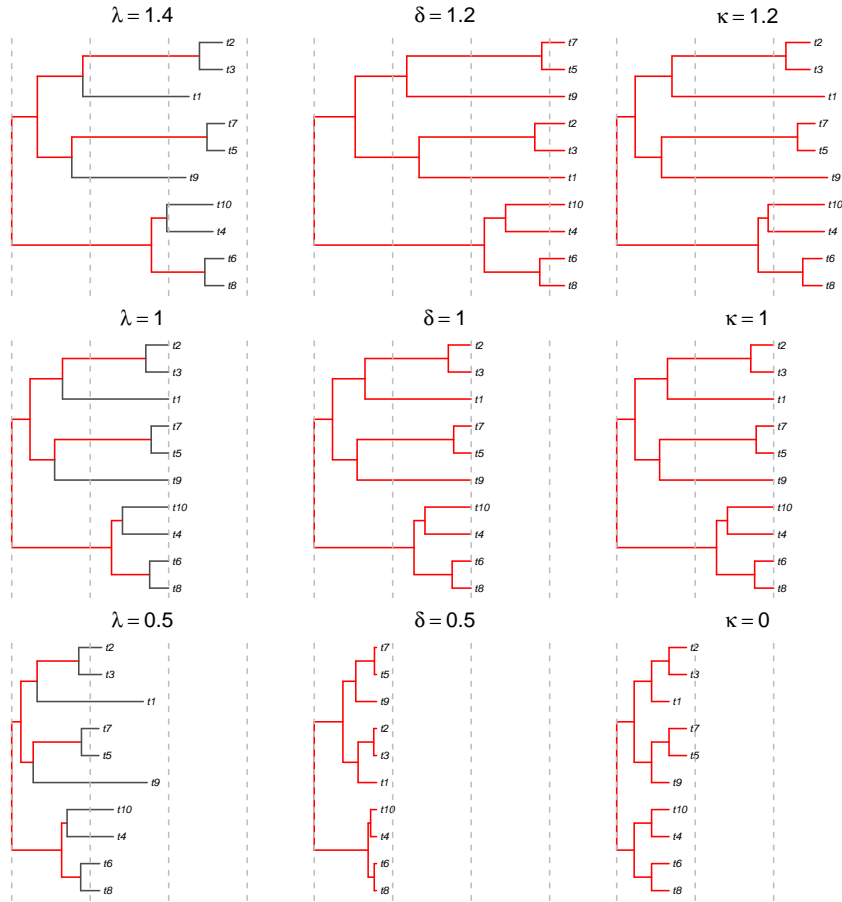 λ = 1.4
t2
t3
t1
t7
t5
t9
t10
t4
t6
t8
δ = 1.2
t7
t5
t9
t2
t3
t1
t10
t4
t6
t8
κ = 1.2
t2
t3
t1
t7
t5
t9
t10
t4
t6
t8
λ = 1
t2
t3
t1
t7
t5
t9
t10
t4
t6
t8
δ = 1
t2
t3
t1
t7
t5
t9
t10
t4
t6
t8
κ = 1
t2
t3
t1
t7
t5
t9
t10
t4
t6
t8
λ = 0.5
t2
t3
t1
t7
t5
t9
t10
t4
t6
t8
δ = 0.5
t7
t5
t9
t2
t3
t1
t10
t4
t6
t8
κ = 0
t2
t3
t1
t7
t5
t9
t10
t4
t6
t8